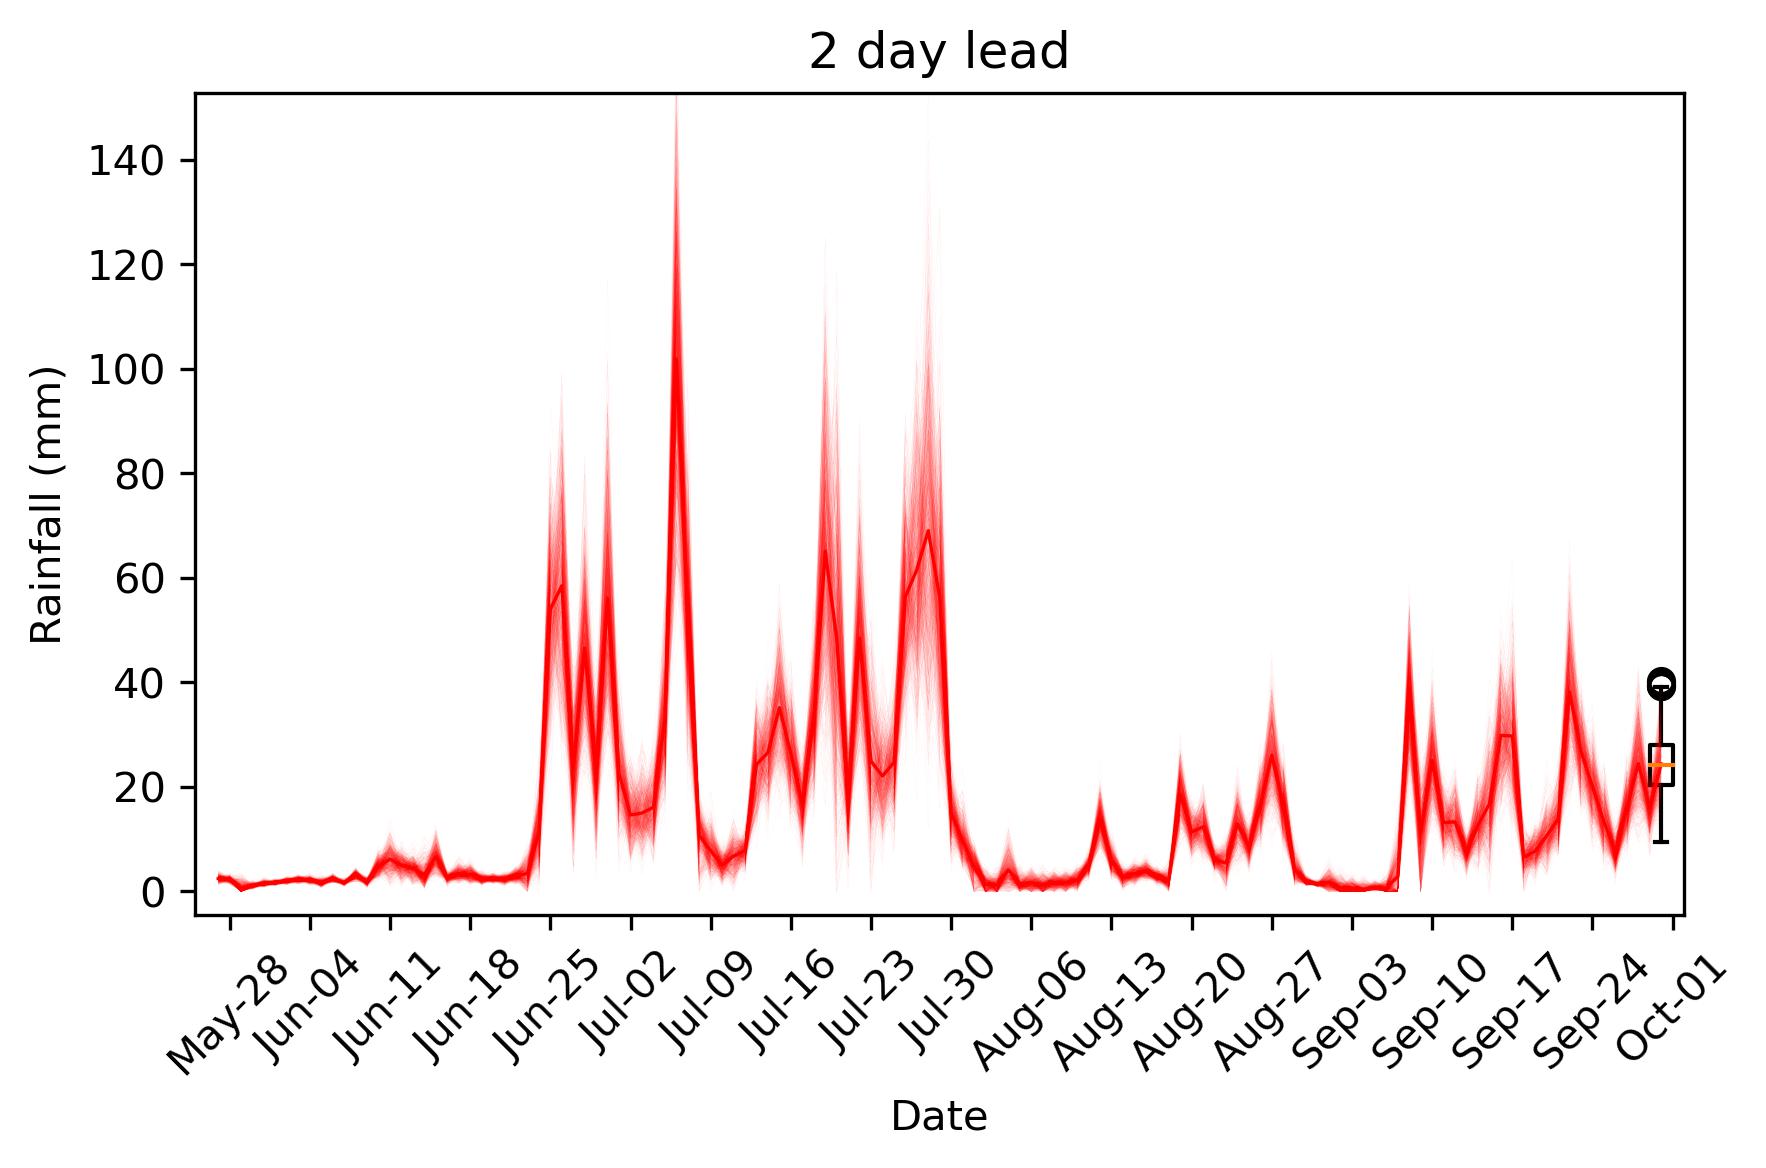 2 day lead
140
120
100
80
60
40
20
0
Rainfall (mm)
May-28
Jun-04
Jun-11
Jun-18
Jun-25
Jul-02
Jul-09
Jul-16
Jul-23
Jul-30
Aug-06
Aug-13
Aug-20
Aug-27
Sep-03
Sep-10
Sep-17
Sep-24
Oct-01
Date